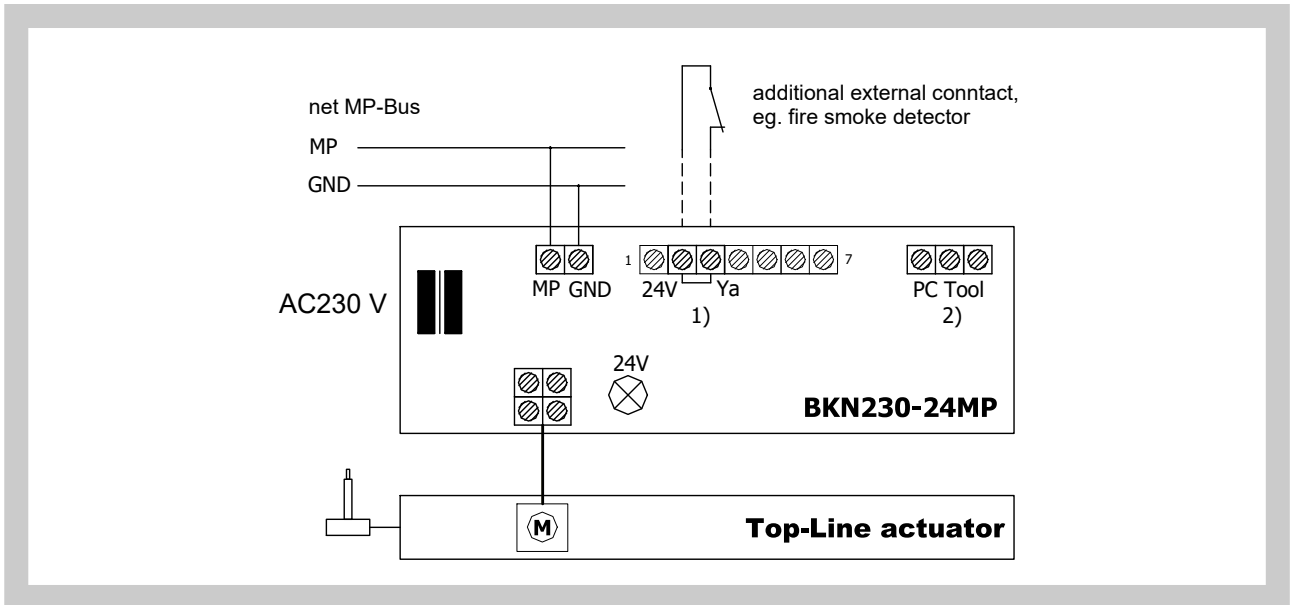 net MP-Bus
additional external conntact,
eg. fire smoke detector
MP
GND
1
7
MP GND
24V
Ya
PC Tool
AC230 V
1)
2)
24V
BKN230-24MP
M
Top-Line actuator